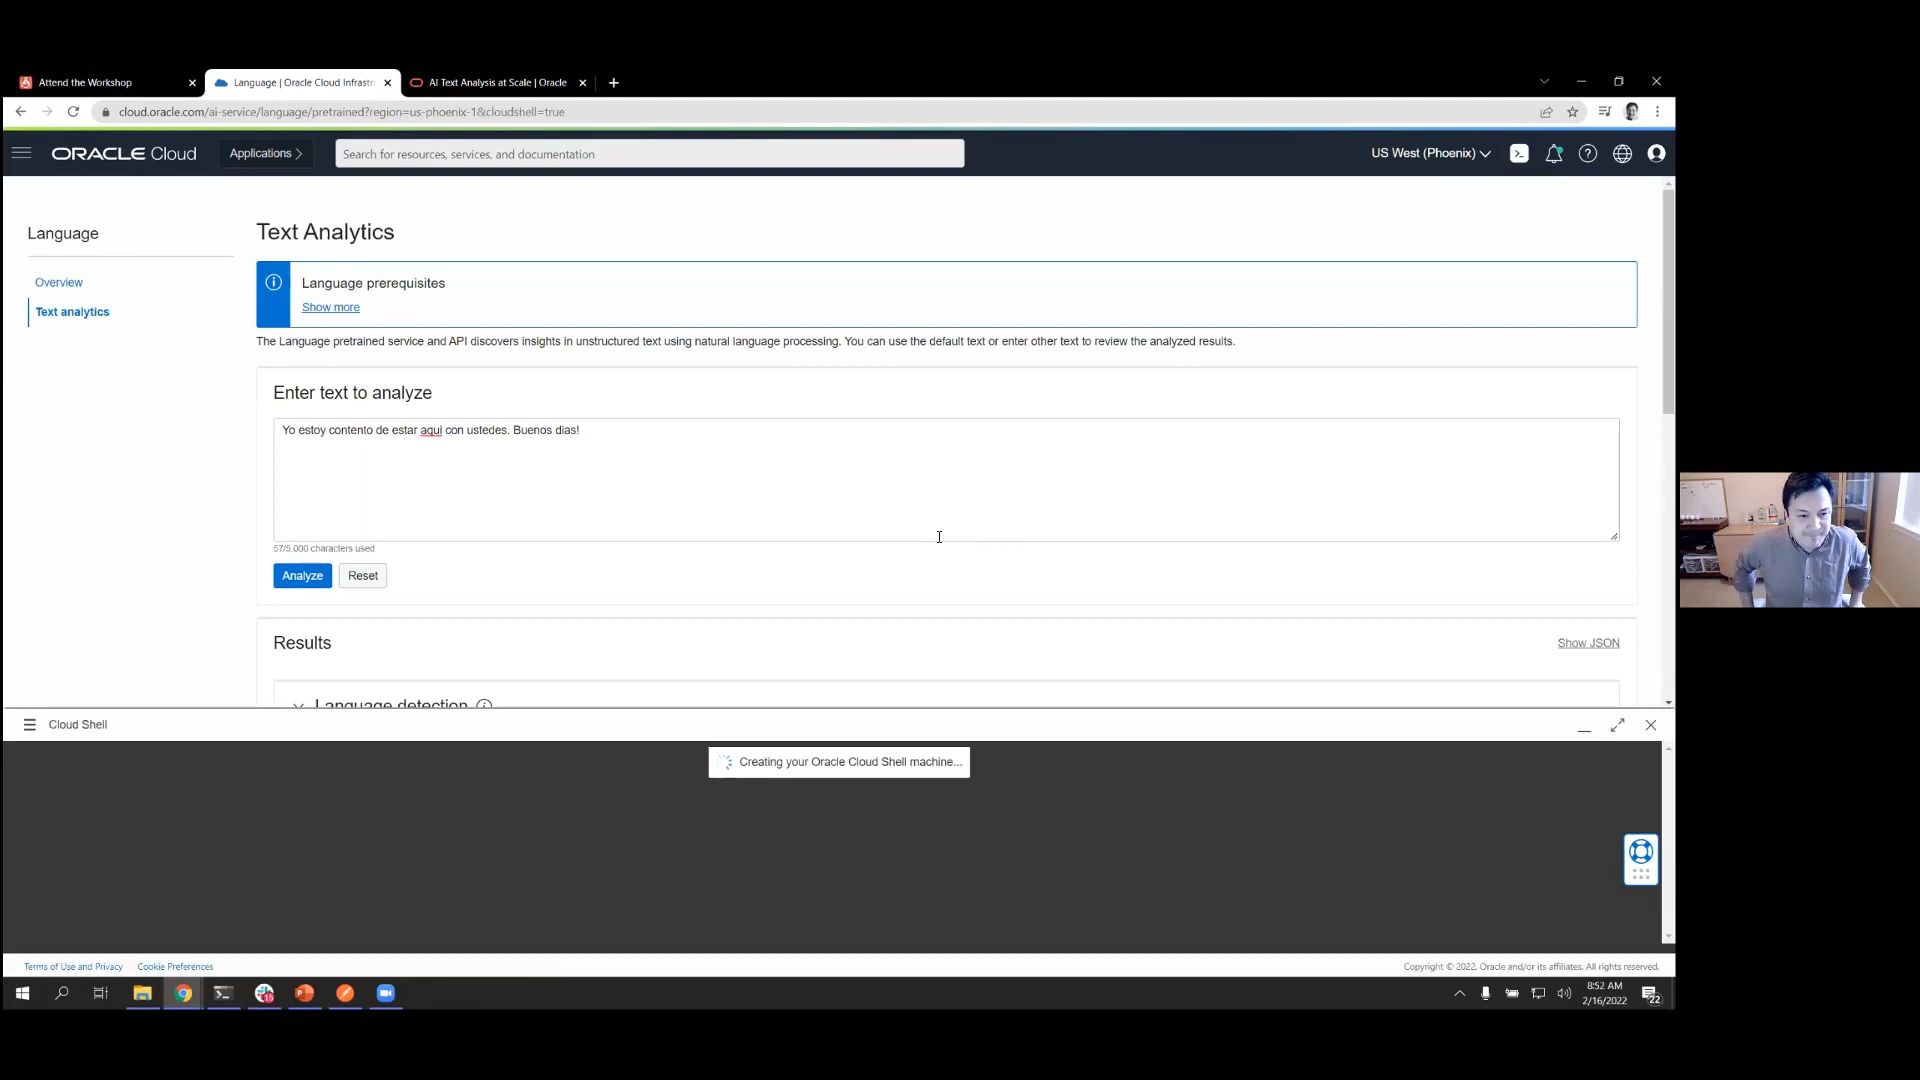 Attend the Workshop
Language | Oracle Cloud Infrastr
AI Text Analysis at Scale | Oracle
cloud.oracle.com/ai-service/language/pretrained?region=us-phoenix-1&cloudshell=true
ORACLE Cloud
Applications
Search for resources, services, and documentation
US West (Phoenix)
Language
Overview
Text analytics
Text Analytics
Language prerequisites
Show more
The Language pretrained service and API discovers insights in unstructured text using natural language processing. You can use the default text or enter other text to review the analyzed results.
Enter text to analyze
Yo estoy contento de estar aqui con ustedes. Buenos dias!
57/5,000 characters used
Analyze
Reset
Results
Show JSON
Language detection
Cloud Shell
Creating your Oracle Cloud Shell machine...
Terms of Use and Privacy
Cookie Preferences
Copyright © 2022, Oracle and/or its affiliates. All rights reserved.
15
8:52 AM
2/16/2022
22